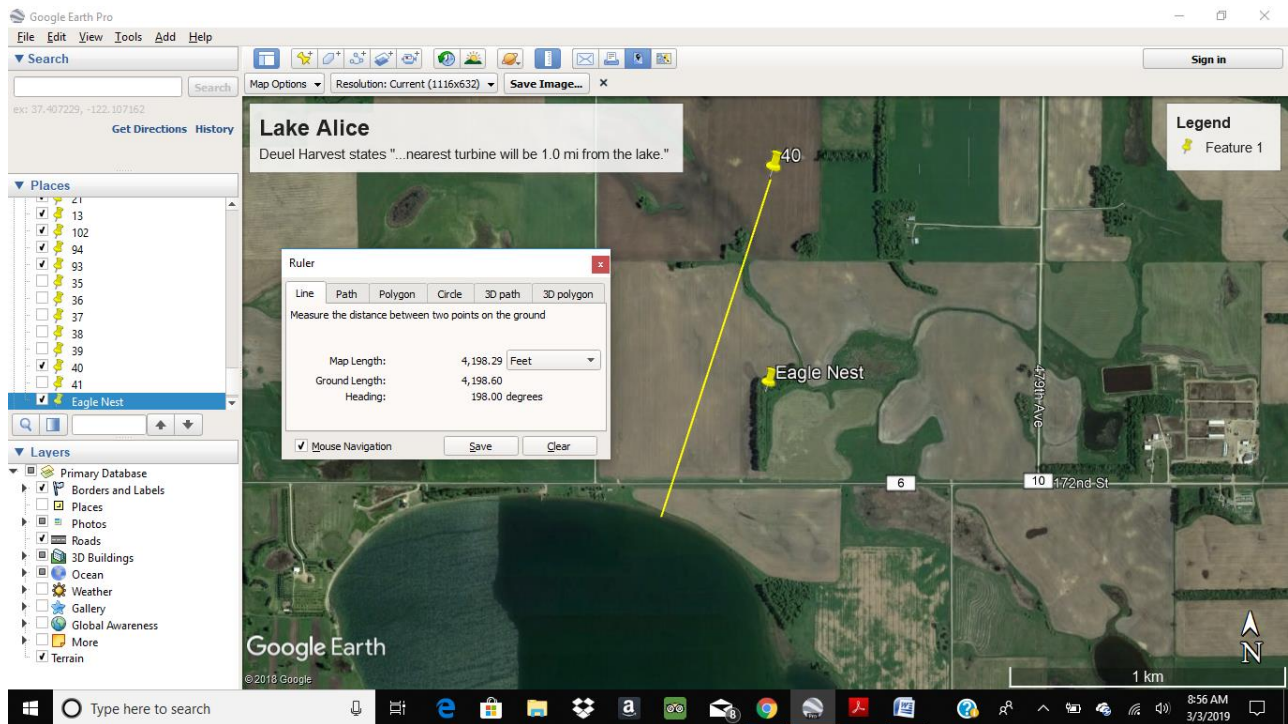 Google Earth Pro
File Edit View Tools Add Help
Search
Sign in
Search
ex: 37.407229, -122.107162
Get Directions History
Map Options Resolution: Current (1116x632) Save Image... ×
Lake Alice
Deuel Harvest states "...nearest turbine will be 1.0 mi from the lake."
Legend
Feature 1
Places
21
13
102
94
93
35
36
37
38
39
40
41
Eagle Nest
40
Eagle Nest
479th Ave
6
10 172nd St
Ruler
Line Path Polygon Circle 3D path 3D polygon
Measure the distance between two points on the ground
Map Length: 4,198.29 Feet
Ground Length: 4,198.60
Heading: 198.00 degrees
Mouse Navigation Save Clear
Layers
Primary Database
Borders and Labels
Places
Photos
Roads
3D Buildings
Ocean
Weather
Gallery
Global Awareness
More
Terrain
Google Earth
©2018 Google
N
1 km
Type here to search
8
8:56 AM
3/3/2019